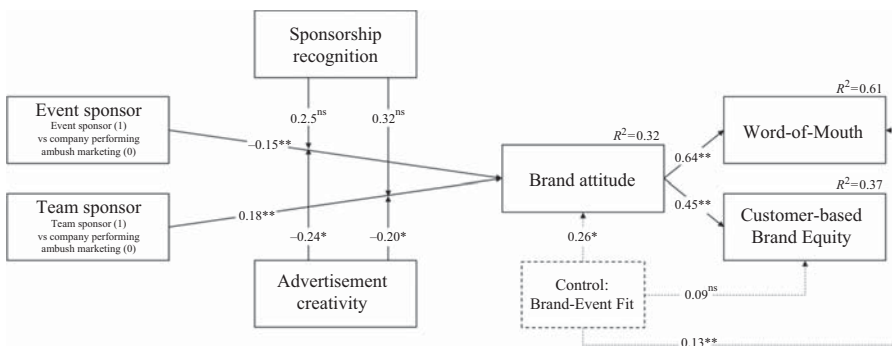 Sponsorship
recognition
R²=0.61
Event sponsor
Event sponsor (1)
vs company performing
ambush marketing (0)
0.2.5ns
0.32ns
Word-of-Mouth
–0.15**
R²=0.32
0.64**
Brand attitude
R²=0.37
Team sponsor
Team sponsor (1)
vs company performing
ambush marketing (0)
0.18**
0.45**
Customer-based
Brand Equity
–0.24*
–0.20*
0.26*
Advertisement
creativity
Control:
Brand-Event Fit
0.09ns
0.13**